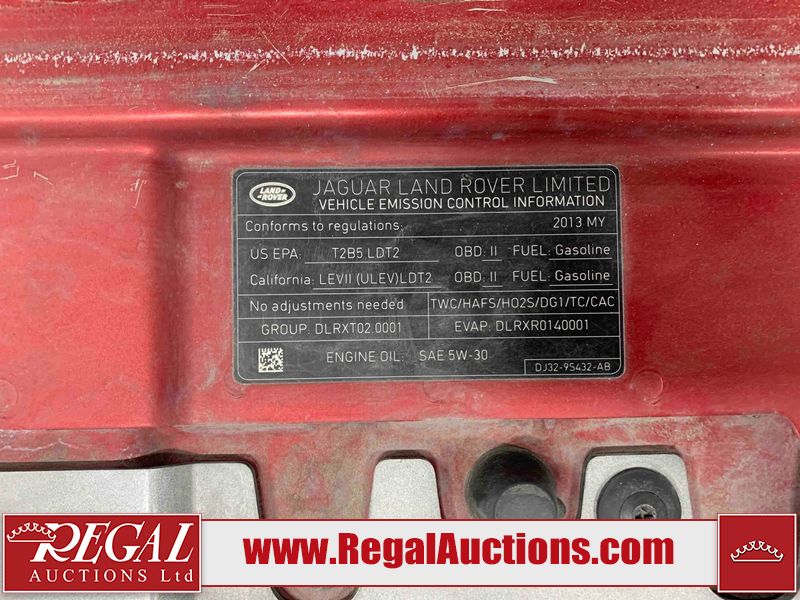 LAND
ROVER
JAGUAR LAND ROVER LIMITED
VEHICLE EMISSION CONTROL INFORMATION
Conforms to regulations: 2013 MY
US EPA: T2B5 LDT2 OBD: II FUEL: Gasoline
California: LEVII (ULEV)LDT2 OBD: II FUEL: Gasoline
No adjustments needed TWC/HAFS/HO2S/DG1/TC/CAC
GROUP: DLRXT02.0001 EVAP: DLRXR0140001
ENGINE OIL: SAE 5W-30
DJ32-9S432-AB
REGAL
AUCTIONS Ltd
www.RegalAuctions.com